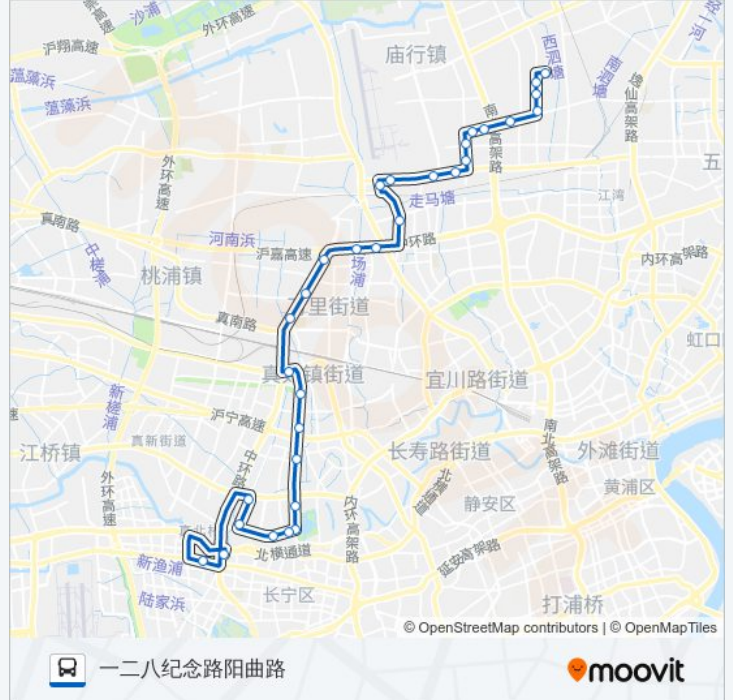 沙浦
外环高速
沪翔高速
庙行镇
西泗塘
南泗塘
逸仙高架路
蕰藻浜
蕰藻浜
高架路
外环高速
走马塘
江湾
五
真南路
河南浜
沪嘉高速
中环路
内环高架路
中槎浦
桃浦镇
场浦
里街道
真南路
虹口
镇街道
宜川路街道
新槎浦
沪宁高速
真新街道
江桥镇
中环路
长寿路街道
南北高架路
外滩街道
外环高速
北横通道
静安区
黄浦区
内环高架路
北横通道
延安高架路
新渔浦
陆家浜
长宁区
打浦桥
© OpenStreetMap contributors | © OpenMapTiles
一二八纪念路阳曲路
moovit